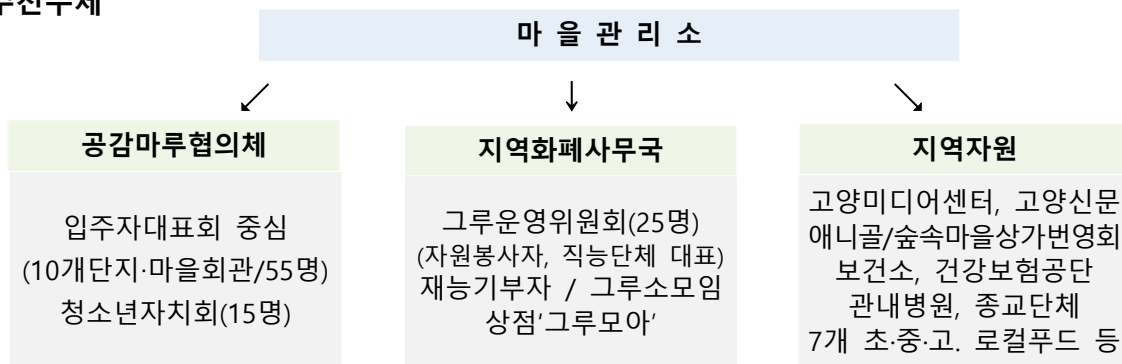 마 을 관 리 소
↙ ↓ ↘
공감마루협의체
입주자대표회 중심
(10개단지·마을회관/55명)
청소년자치회(15명)
지역화폐사무국
그루운영위원회(25명)
(자원봉사자, 직능단체 대표)
재능기부자 / 그루소모임
상점‘그루모아’
지역자원
고양미디어센터, 고양신문
애니골/숲속마을상가번영회
보건소, 건강보험공단
관내병원, 종교단체
7개 초·중·고. 로컬푸드 등